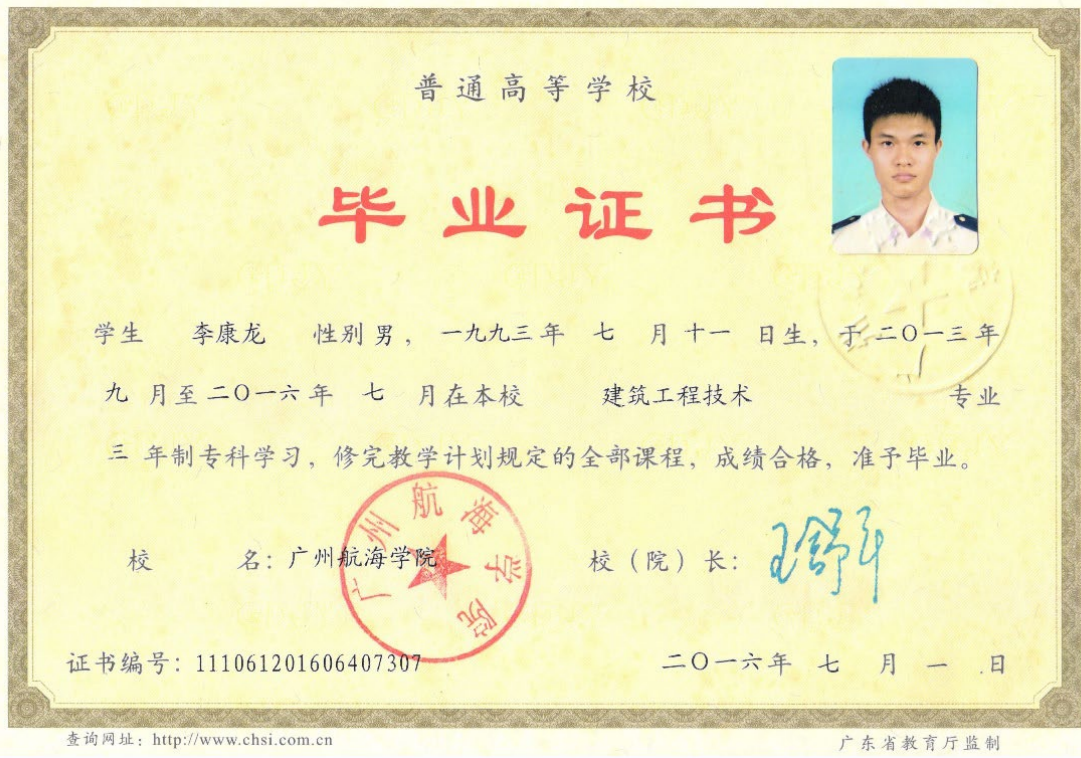 普通高等学校
毕业证书
学生 李康龙 性别 男，一九九三年 七 月 十一 日生，于 二〇一三年
九 月至 二〇一六年 七 月在本校 建筑工程技术 专业
三 年制专科学习，修完教学计划规定的全部课程，成绩合格，准予毕业。
校 名：广州航海学院 校（院）长：
广州航海学院
证书编号：111061201606407307 二〇一六年 七 月 一 日
查询网址：http://www.chsi.com.cn 广东省教育厅监制